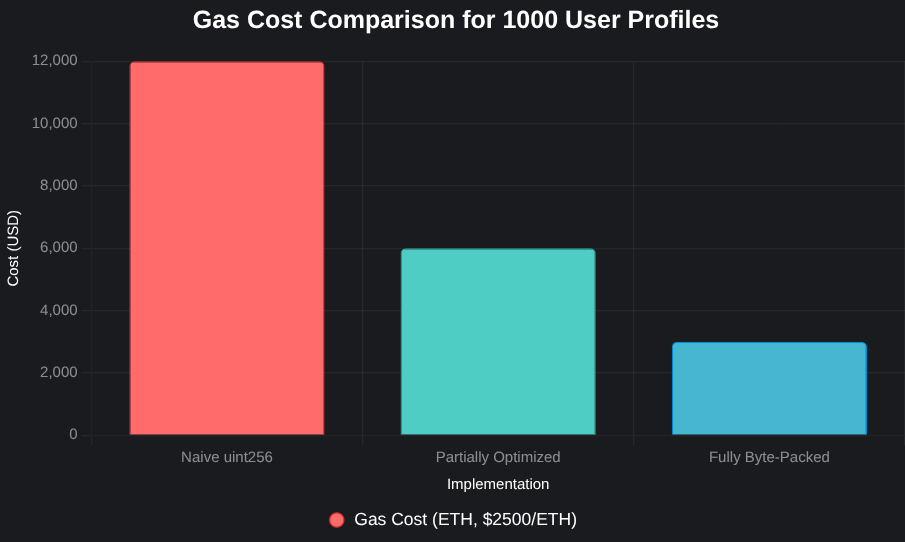 Gas Cost Comparison for 1000 User Profiles
12,000
10,000
8,000
6,000
4,000
2,000
0
Cost (USD)
Naive uint256
Partially Optimized
Fully Byte-Packed
Implementation
Gas Cost (ETH, $2500/ETH)